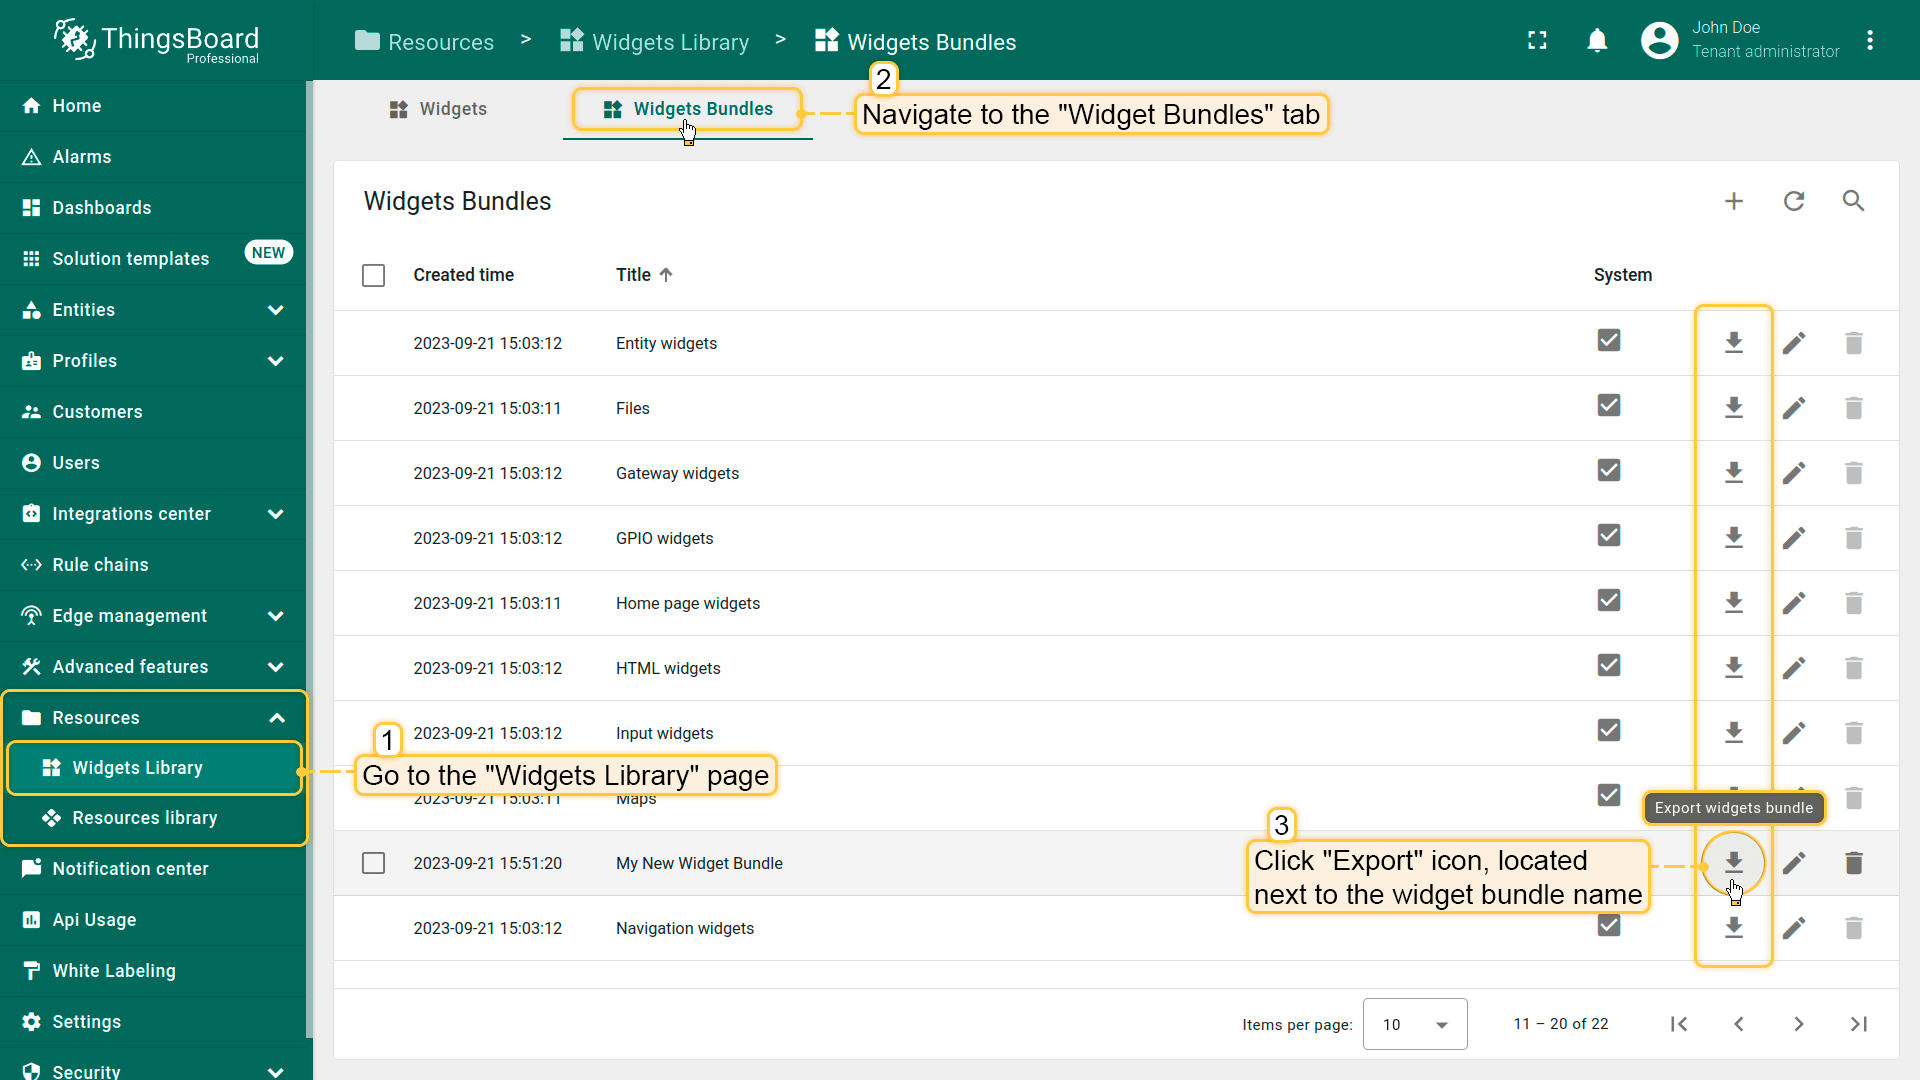 ThingsBoard
Professional
Resources > Widgets Library > Widgets Bundles
John Doe
Tenant administrator
Home
Alarms
Dashboards
Solution templates NEW
Entities
Profiles
Customers
Users
Integrations center
Rule chains
Edge management
Advanced features
Resources
Widgets Library
Resources library
Notification center
Api Usage
White Labeling
Settings
Security
Widgets
Widgets Bundles
2
Navigate to the "Widget Bundles" tab
Widgets Bundles
Created time Title System
2023-09-21 15:03:12 Entity widgets
2023-09-21 15:03:11 Files
2023-09-21 15:03:12 Gateway widgets
2023-09-21 15:03:12 GPIO widgets
2023-09-21 15:03:11 Home page widgets
2023-09-21 15:03:12 HTML widgets
2023-09-21 15:03:12 Input widgets
1
Go to the "Widgets Library" page
2023-09-21 15:03:11 Maps
Export widgets bundle
2023-09-21 15:51:20 My New Widget Bundle
3
Click "Export" icon, located
next to the widget bundle name
2023-09-21 15:03:12 Navigation widgets
Items per page: 10 11 – 20 of 22